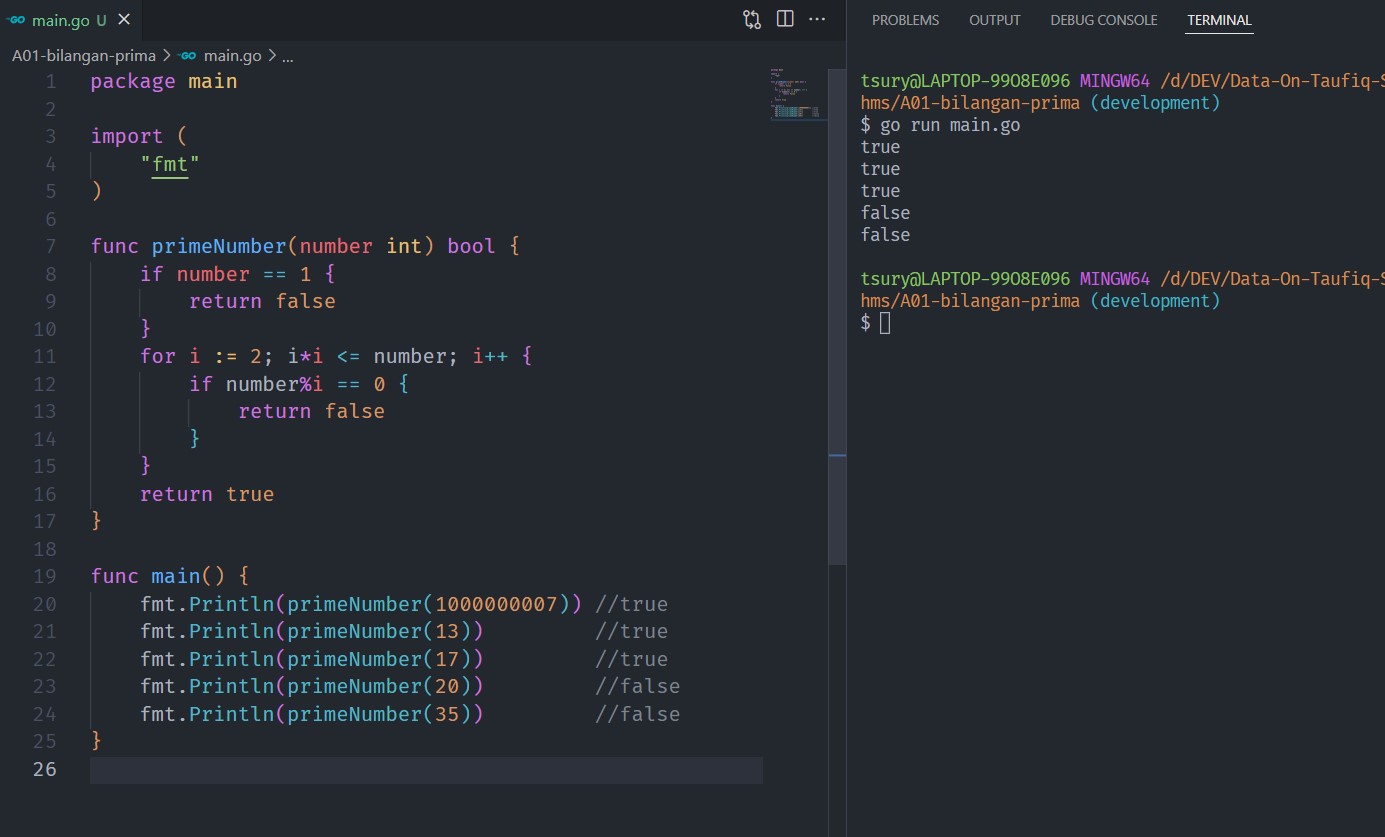 main.go U
A01-bilangan-prima > main.go > ...
1 package main
2
3 import (
4 "fmt"
5 )
6
7 func primeNumber(number int) bool {
8 if number == 1 {
9 return false
10 }
11 for i := 2; i*i <= number; i++ {
12 if number%i == 0 {
13 return false
14 }
15 }
16 return true
17 }
18
19 func main() {
20 fmt.Println(primeNumber(1000000007)) //true
21 fmt.Println(primeNumber(13)) //true
22 fmt.Println(primeNumber(17)) //true
23 fmt.Println(primeNumber(20)) //false
24 fmt.Println(primeNumber(35)) //false
25 }
26
PROBLEMS OUTPUT DEBUG CONSOLE TERMINAL
tsury@LAPTOP-99O8E096 MINGW64 /d/DEV/Data-On-Taufiq-S
hms/A01-bilangan-prima (development)
$ go run main.go
true
true
true
false
false
tsury@LAPTOP-99O8E096 MINGW64 /d/DEV/Data-On-Taufiq-S
hms/A01-bilangan-prima (development)
$